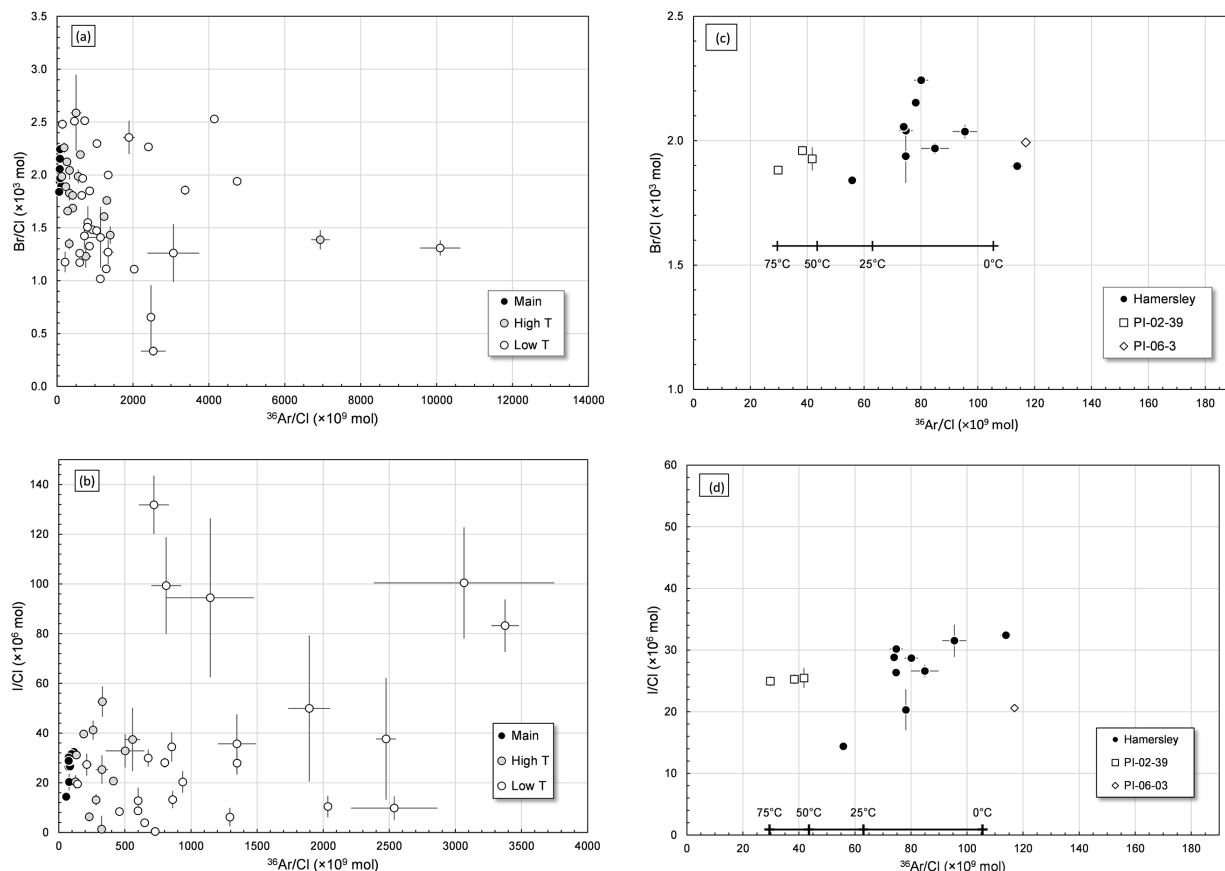 (a)
Br/Cl (×10³ mol)
3.5
3.0
2.5
2.0
1.5
1.0
0.5
0.0
0 2000 4000 6000 8000 10000 12000 14000
³⁶Ar/Cl (×10⁹ mol)
Main
High T
Low T
(c)
Br/Cl (×10³ mol)
2.5
2.0
1.5
1.0
75°C 50°C 25°C 0°C
0 20 40 60 80 100 120 140 160 180
³⁶Ar/Cl (×10⁹ mol)
Hamersley
PI-02-39
PI-06-3
(b)
I/Cl (×10⁶ mol)
140
120
100
80
60
40
20
0
0 500 1000 1500 2000 2500 3000 3500 4000
³⁶Ar/Cl (×10⁹ mol)
Main
High T
Low T
(d)
I/Cl (×10⁶ mol)
60
50
40
30
20
10
0
75°C 50°C 25°C 0°C
0 20 40 60 80 100 120 140 160 180
³⁶Ar/Cl (×10⁹ mol)
Hamersley
PI-02-39
PI-06-03